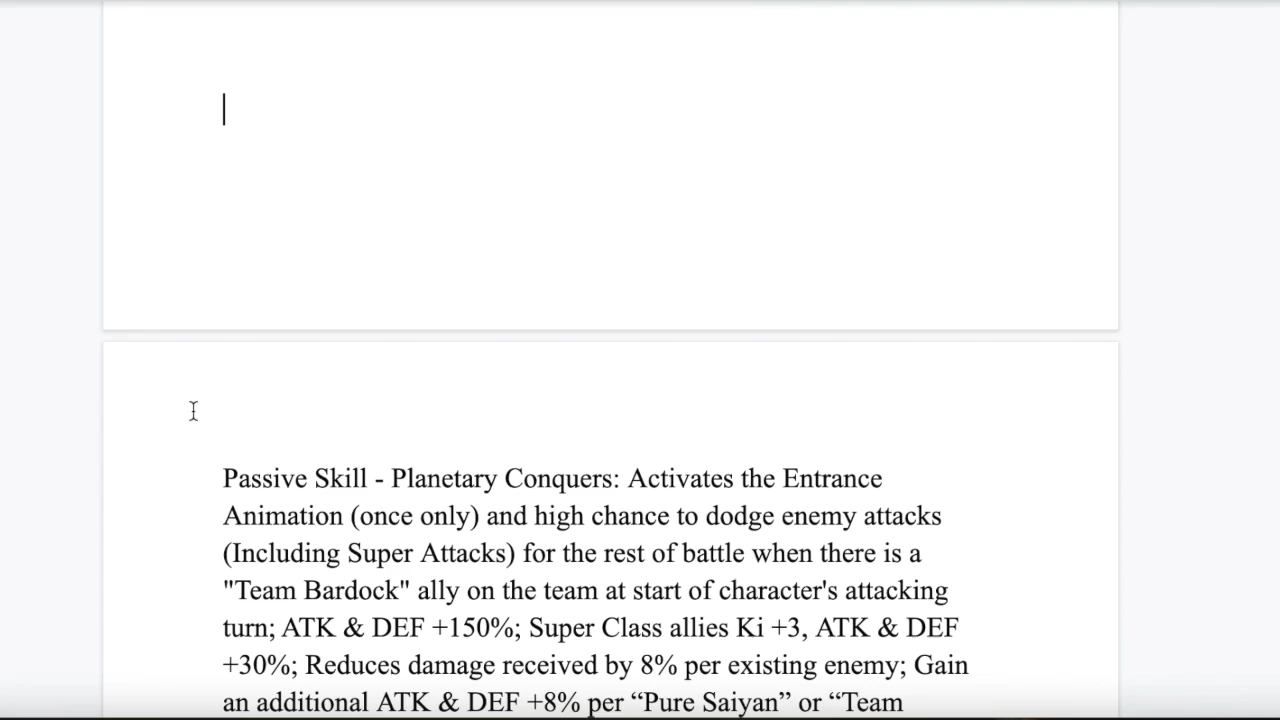 Passive Skill - Planetary Conquers: Activates the Entrance
Animation (once only) and high chance to dodge enemy attacks
(Including Super Attacks) for the rest of battle when there is a
"Team Bardock" ally on the team at start of character's attacking
turn; ATK & DEF +150%; Super Class allies Ki +3, ATK & DEF
+30%; Reduces damage received by 8% per existing enemy; Gain
an additional ATK & DEF +8% per “Pure Saiyan” or “Team